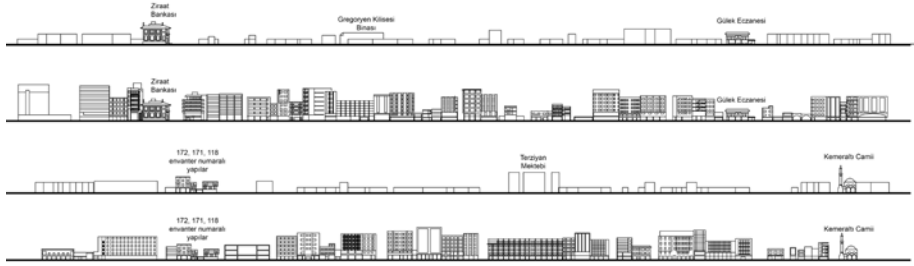 Ziraat
Bankası
Gregoryen Kilisesi
Binası
Gülek Eczanesi
Ziraat
Bankası
Gülek Eczanesi
172, 171, 118
envanter numaralı
yapılar
Terziyan
Mektebi
Kemeraltı Camii
172, 171, 118
envanter numaralı
yapılar
Kemeraltı Camii